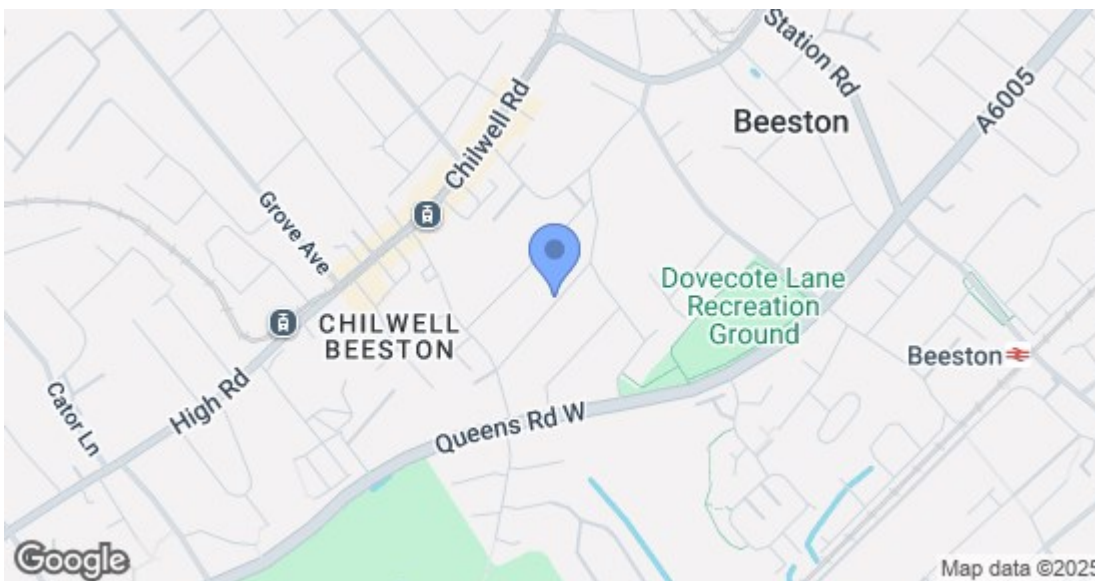 Station Rd
A6005
Beeston
Chilwell Rd
Grove Ave
Dovecote Lane
Recreation
Ground
CHILWELL
BEESTON
Beeston
High Rd
Cator Ln
Queens Rd W
Google
Map data ©2025